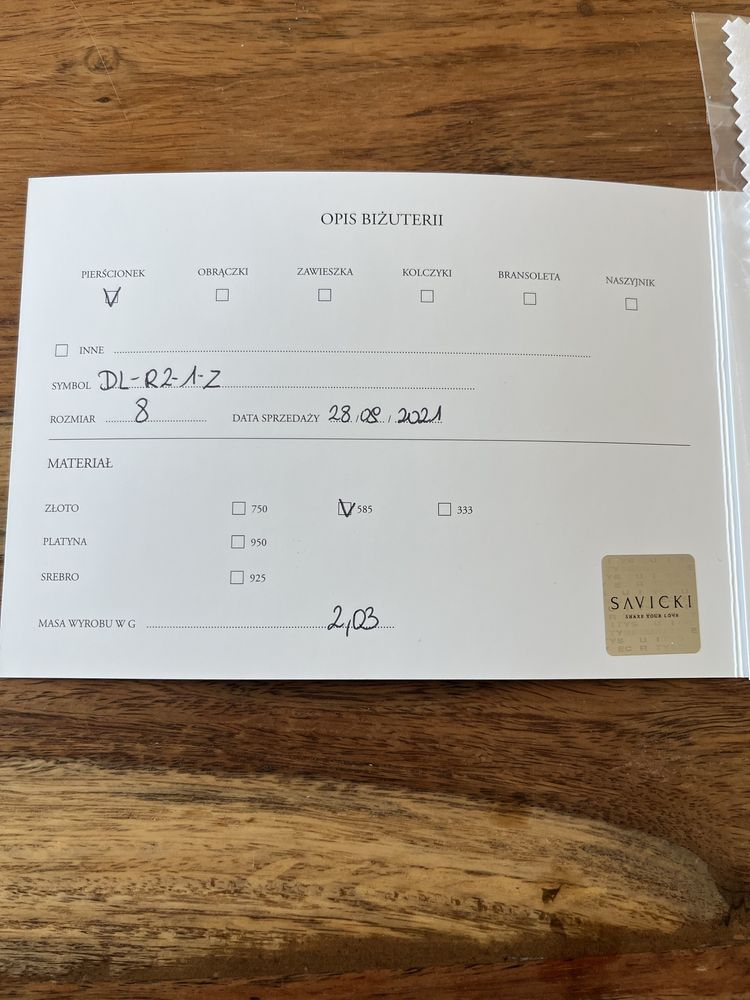 OPIS BIŻUTERII
PIERŚCIONEK OBRĄCZKI ZAWIESZKA KOLCZYKI BRANSOLETA NASZYJNIK
INNE
SYMBOL DL-R2-1-Z
ROZMIAR 8 DATA SPRZEDAŻY 28/08/2021
MATERIAŁ
ZŁOTO 750 585 333
PLATYNA 950
SREBRO 925
MASA WYROBU W G 2,03
SAVICKI
SHARE YOUR LOVE